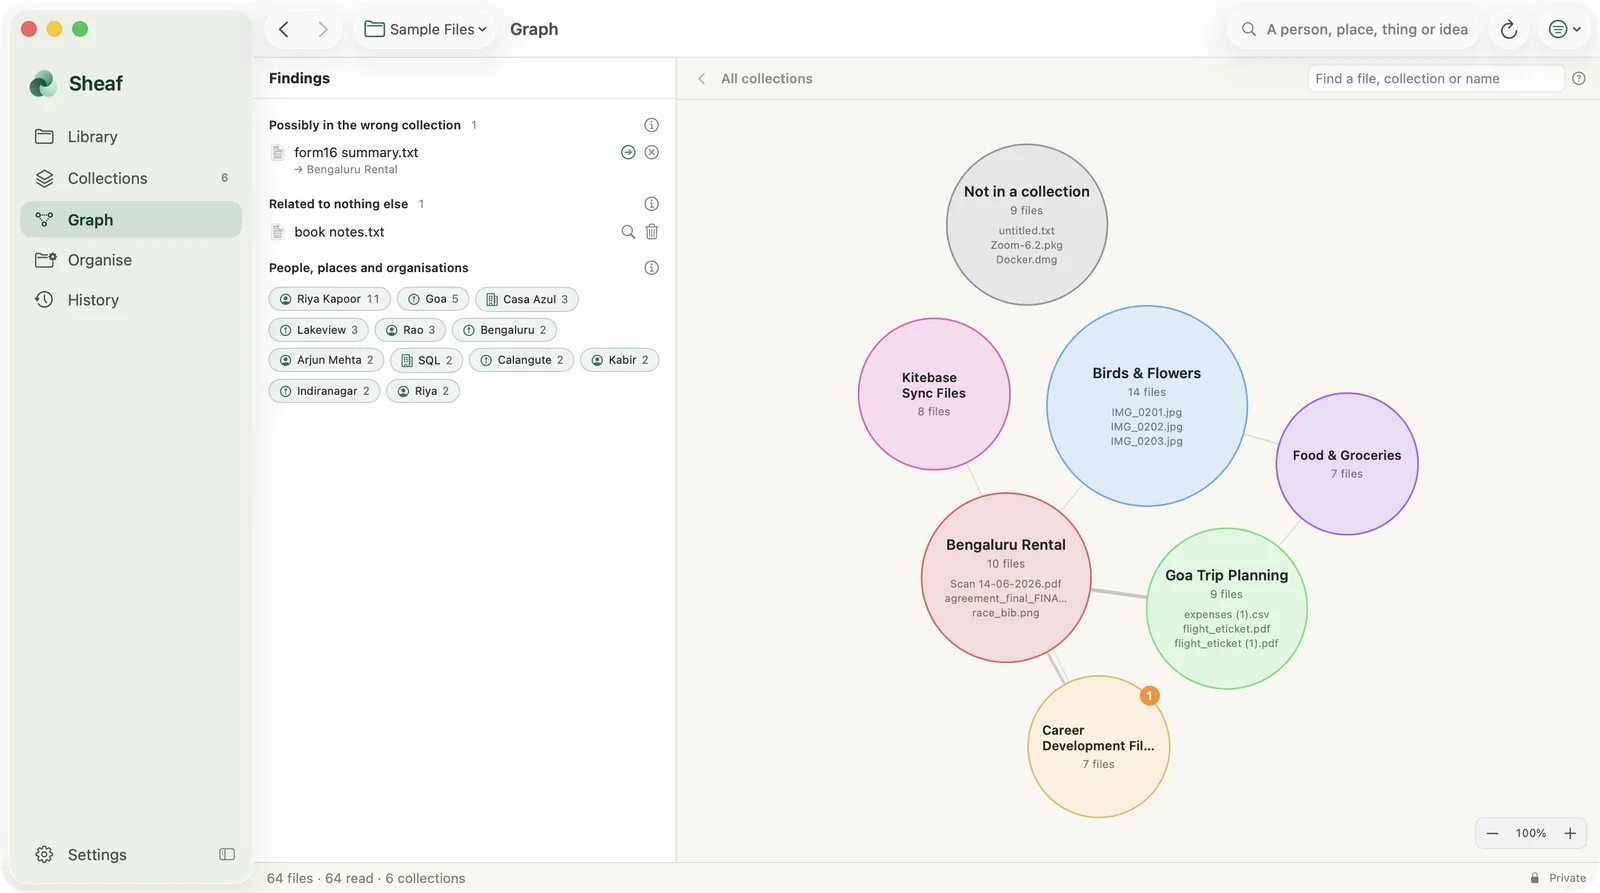 Sheaf
Library
Collections 6
Graph
Organise
History
Settings
Sample Files
Graph
A person, place, thing or idea
Findings
Possibly in the wrong collection 1
form16 summary.txt
→ Bengaluru Rental
Related to nothing else 1
book notes.txt
People, places and organisations
Riya Kapoor 11 Goa 5 Casa Azul 3
Lakeview 3 Rao 3 Bengaluru 2
Arjun Mehta 2 SQL 2 Calangute 2 Kabir 2
Indiranagar 2 Riya 2
All collections
Find a file, collection or name
Not in a collection
9 files
untitled.txt
Zoom-6.2.pkg
Docker.dmg
Kitebase
Sync Files
8 files
Birds & Flowers
14 files
IMG_0201.jpg
IMG_0202.jpg
IMG_0203.jpg
Food & Groceries
7 files
Bengaluru Rental
10 files
Scan 14-06-2026.pdf
agreement_final_FINA...
race_bib.png
Goa Trip Planning
9 files
expenses (1).csv
flight_eticket.pdf
flight_eticket (1).pdf
1
Career
Development Fil...
7 files
100%
64 files · 64 read · 6 collections
Private